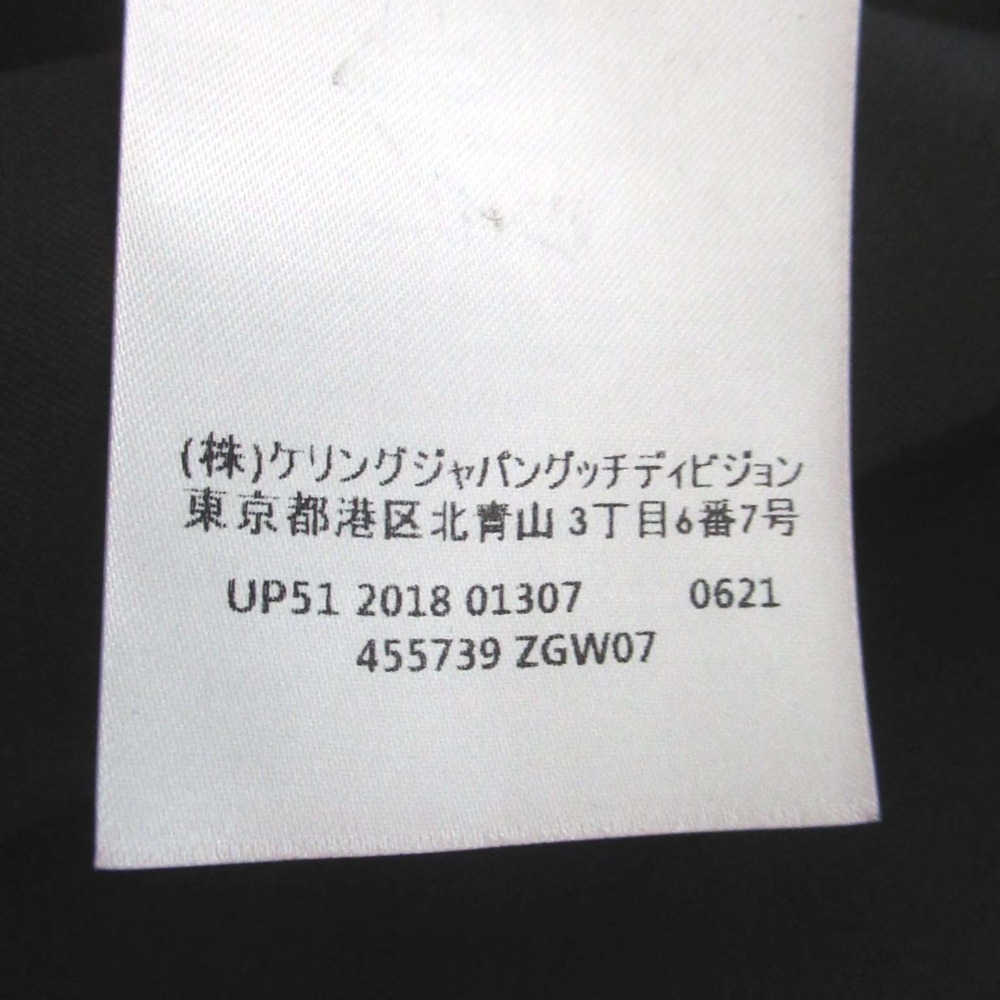 (株)ケリングジャパングッチディビジョン
東京都港区北青山3丁目6番7号
UP51 2018 01307 0621
455739 ZGW07